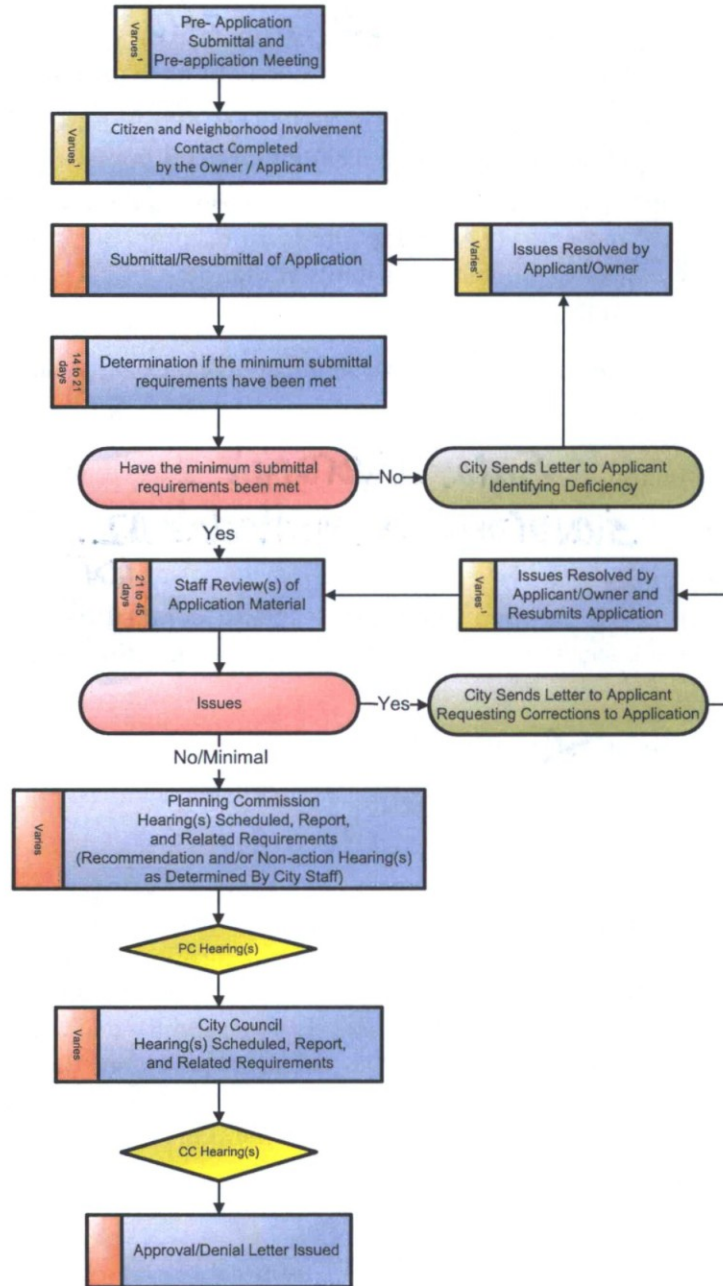 Varues¹
Pre- Application
Submittal and
Pre-application Meeting
Varues¹
Citizen and Neighborhood Involvement
Contact Completed
by the Owner / Applicant
Submittal/Resubmittal of Application
Varies¹
Issues Resolved by
Applicant/Owner
14 to 21
days
Determination if the minimum submittal
requirements have been met
Have the minimum submittal
requirements been met
No
City Sends Letter to Applicant
Identifying Deficiency
Yes
21 to 45
days
Staff Review(s) of
Application Material
Varies¹
Issues Resolved by
Applicant/Owner and
Resubmits Application
Issues
Yes
City Sends Letter to Applicant
Requesting Corrections to Application
No/Minimal
Varies
Planning Commission
Hearing(s) Scheduled, Report,
and Related Requirements
(Recommendation and/or Non-action Hearing(s)
as Determined By City Staff)
PC Hearing(s)
Varies
City Council
Hearing(s) Scheduled, Report,
and Related Requirements
CC Hearing(s)
Approval/Denial Letter Issued